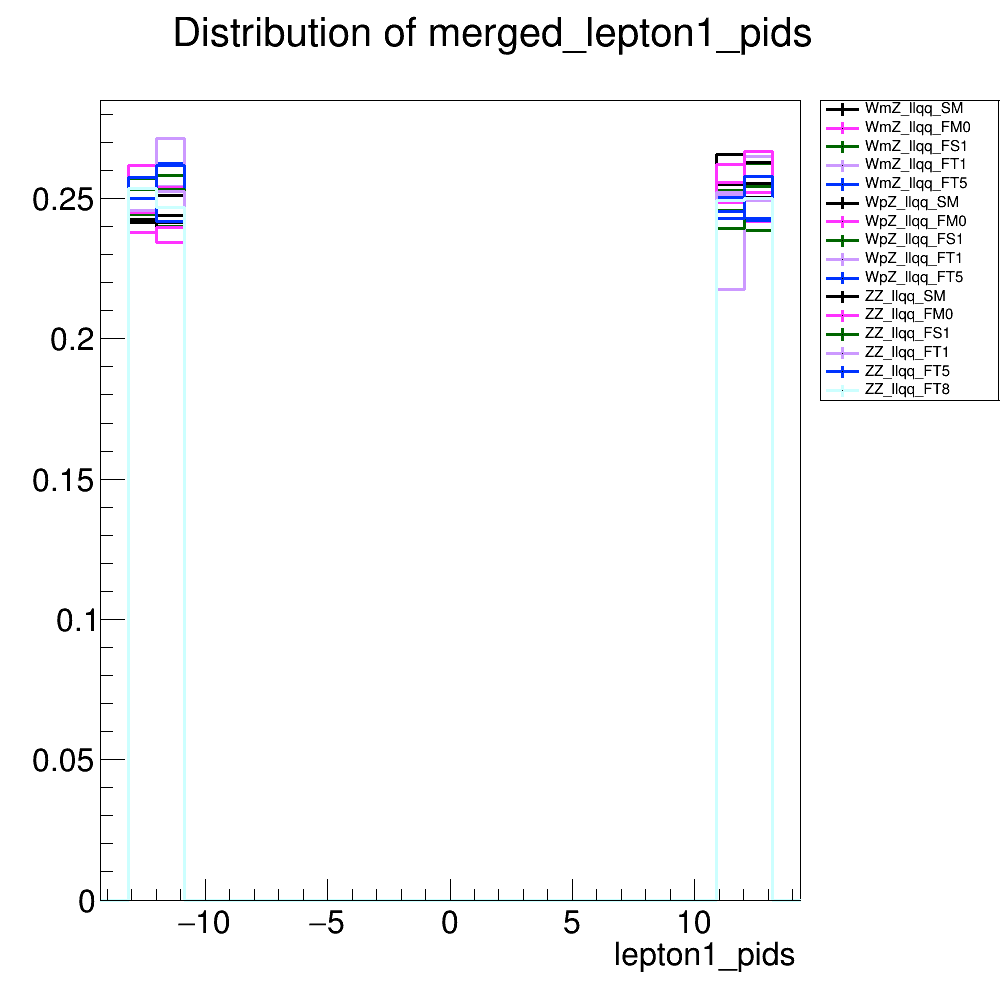 Distribution of merged_lepton1_pids
WmZ_llqq_SM
WmZ_llqq_FM0
WmZ_llqq_FS1
WmZ_llqq_FT1
WmZ_llqq_FT5
WpZ_llqq_SM
WpZ_llqq_FM0
WpZ_llqq_FS1
WpZ_llqq_FT1
WpZ_llqq_FT5
ZZ_llqq_SM
ZZ_llqq_FM0
ZZ_llqq_FS1
ZZ_llqq_FT1
ZZ_llqq_FT5
ZZ_llqq_FT8
0.25
0.2
0.15
0.1
0.05
0
−10 −5 0 5 10
lepton1_pids